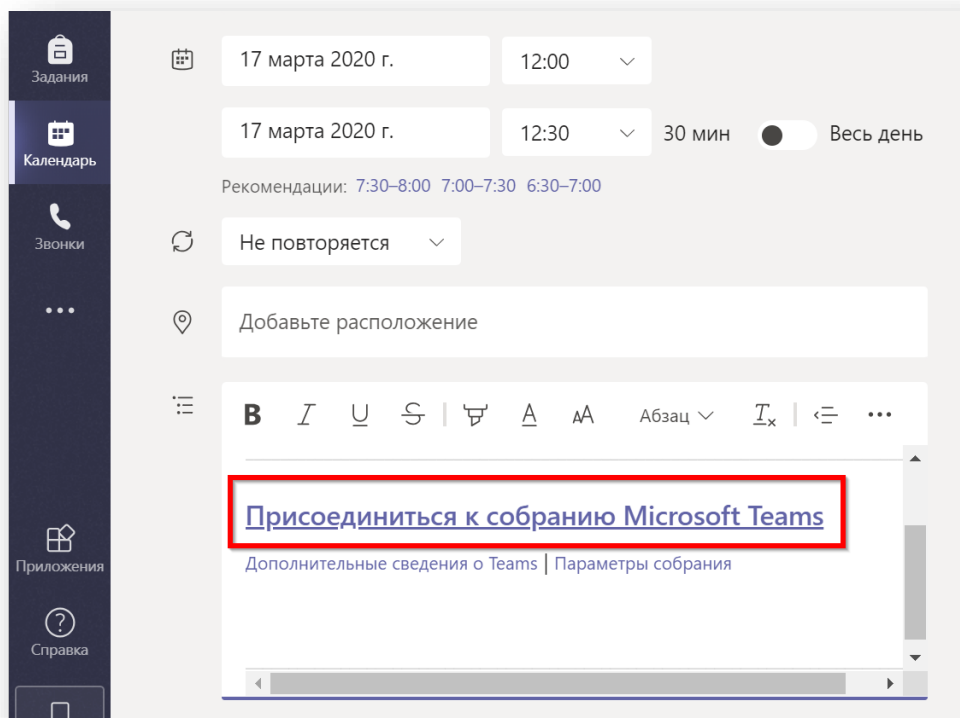 Задания
Календарь
Звонки
Приложения
Справка
17 марта 2020 г. 12:00
17 марта 2020 г. 12:30 30 мин Весь день
Рекомендации: 7:30–8:00 7:00–7:30 6:30–7:00
Не повторяется
Добавьте расположение
B I U S A AA Абзац Tx
Присоединиться к собранию Microsoft Teams
Дополнительные сведения о Teams | Параметры собрания